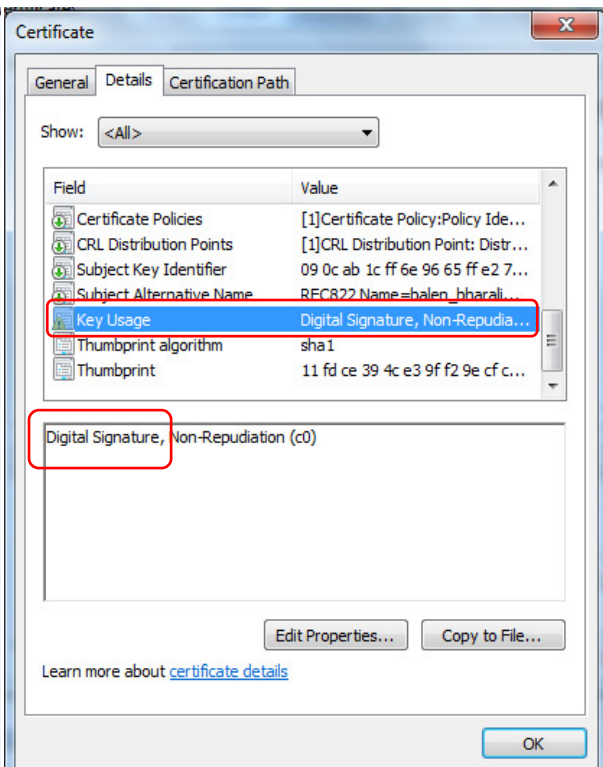 Certificate
General Details Certification Path
Show: <All>
Field Value
Certificate Policies [1]Certificate Policy:Policy Ide...
CRL Distribution Points [1]CRL Distribution Point: Distr...
Subject Key Identifier 09 0c ab 1c ff 6e 96 65 ff e2 7...
Subject Alternative Name RFC822 Name=balen_bharali...
Key Usage Digital Signature, Non-Repudia...
Thumbprint algorithm sha1
Thumbprint 11 fd ce 39 4c e3 9f f2 9e cf c...
Digital Signature, Non-Repudiation (c0)
Edit Properties... Copy to File...
Learn more about certificate details
OK